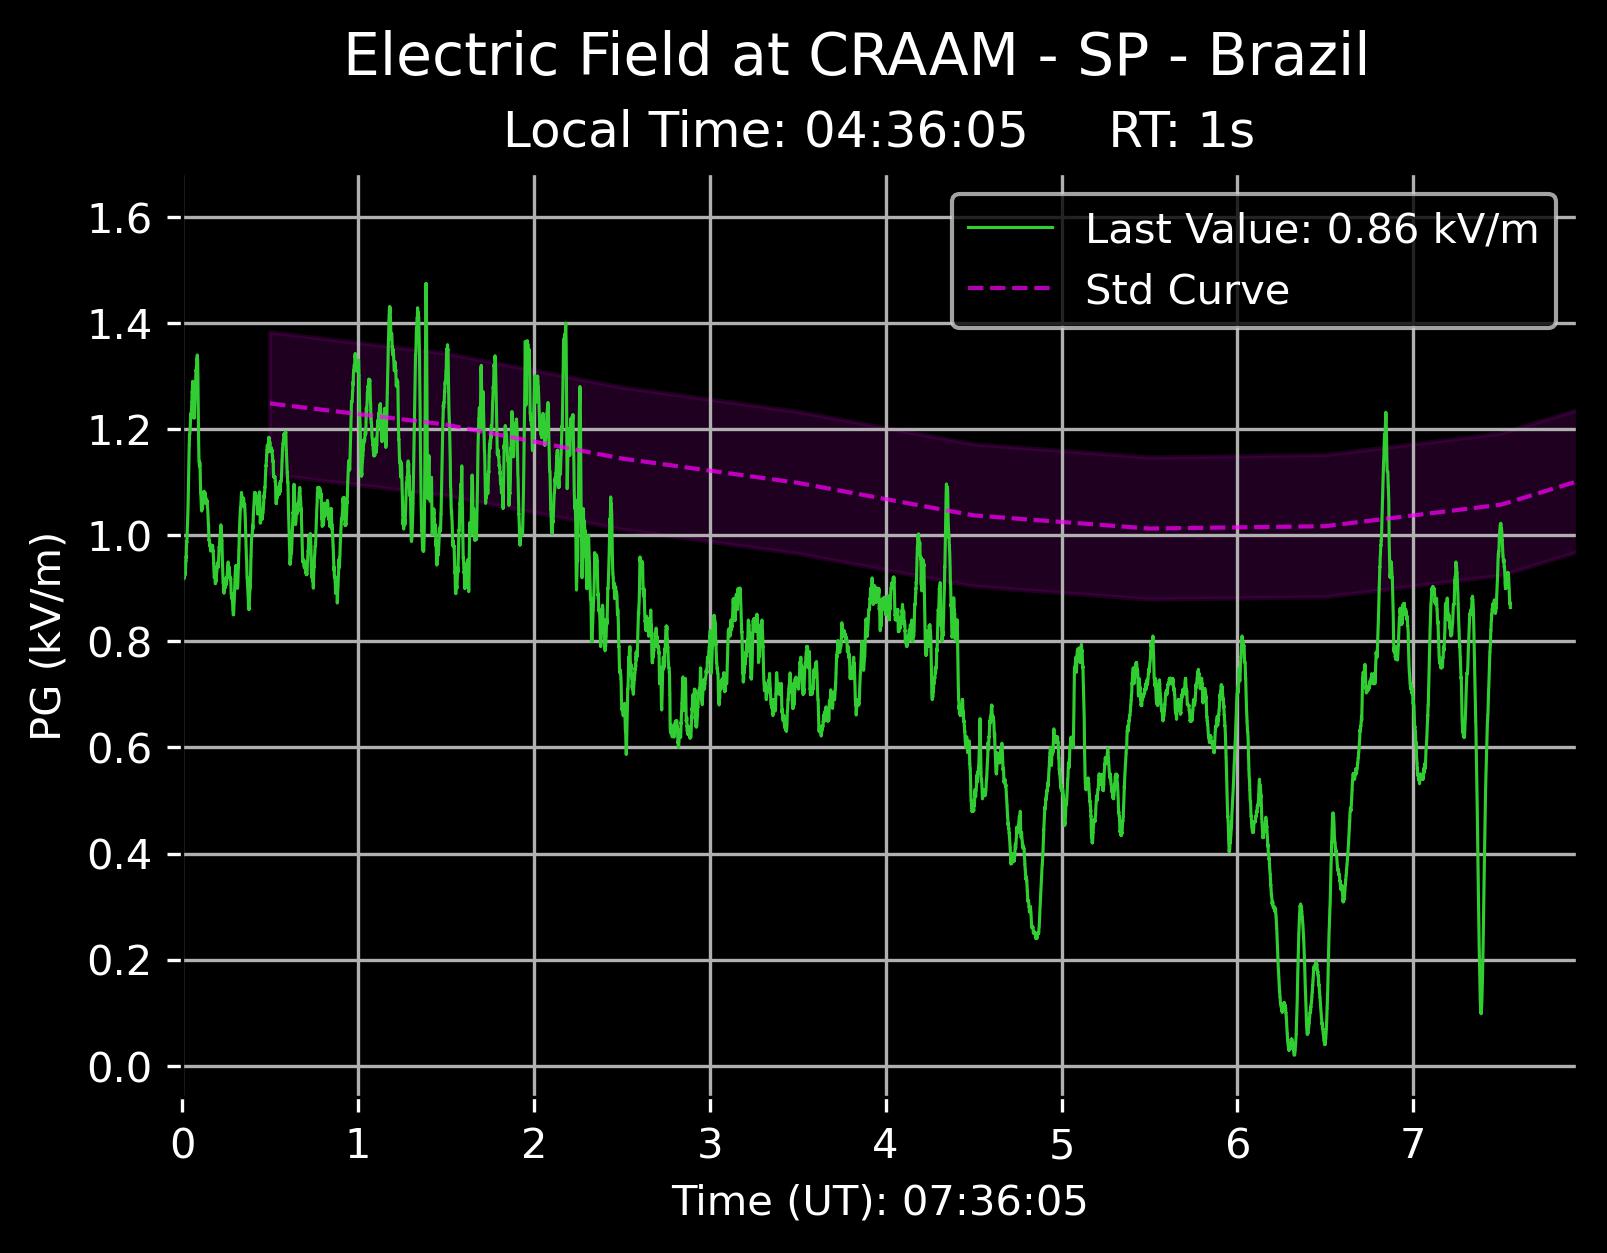 Electric Field at CRAAM - SP - Brazil
Local Time: 04:36:05 RT: 1s
Last Value: 0.86 kV/m
Std Curve
PG (kV/m)
1.6
1.4
1.2
1.0
0.8
0.6
0.4
0.2
0.0
0 1 2 3 4 5 6 7
Time (UT): 07:36:05